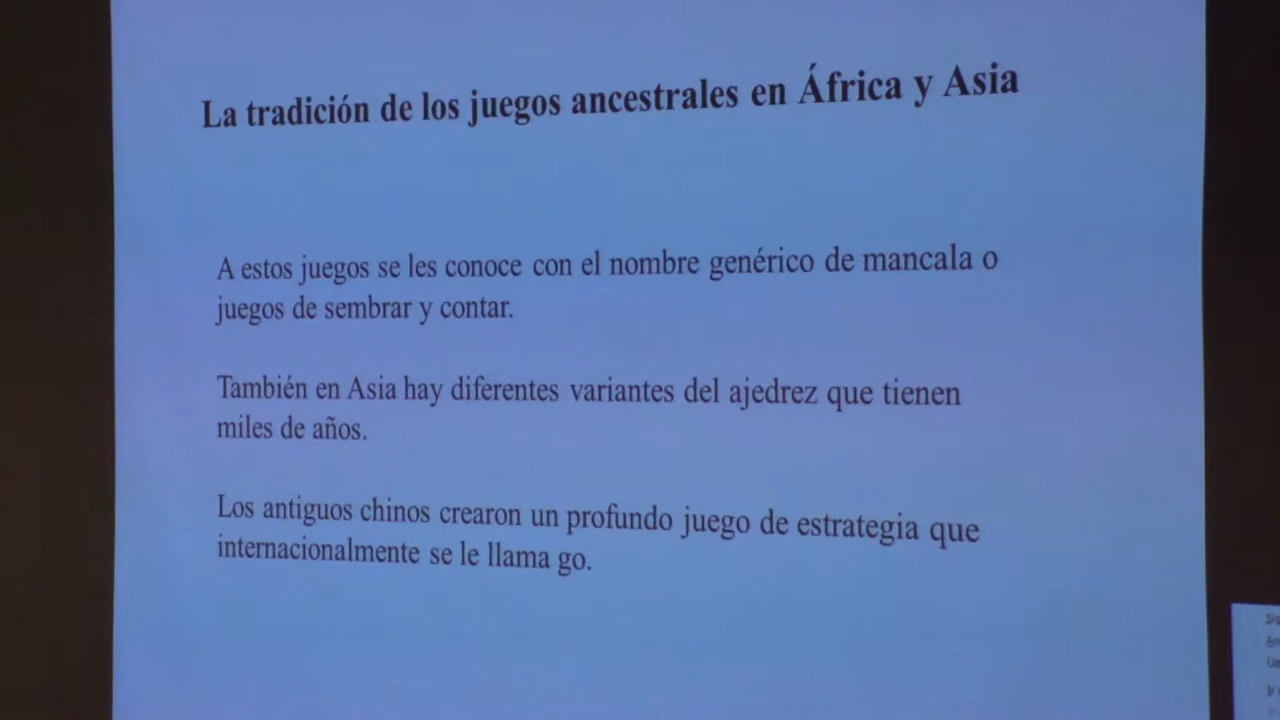 La tradición de los juegos ancestrales en África y Asia
A estos juegos se les conoce con el nombre genérico de mancala o
juegos de sembrar y contar.
También en Asia hay diferentes variantes del ajedrez que tienen
miles de años.
Los antiguos chinos crearon un profundo juego de estrategia que
internacionalmente se le llama go.